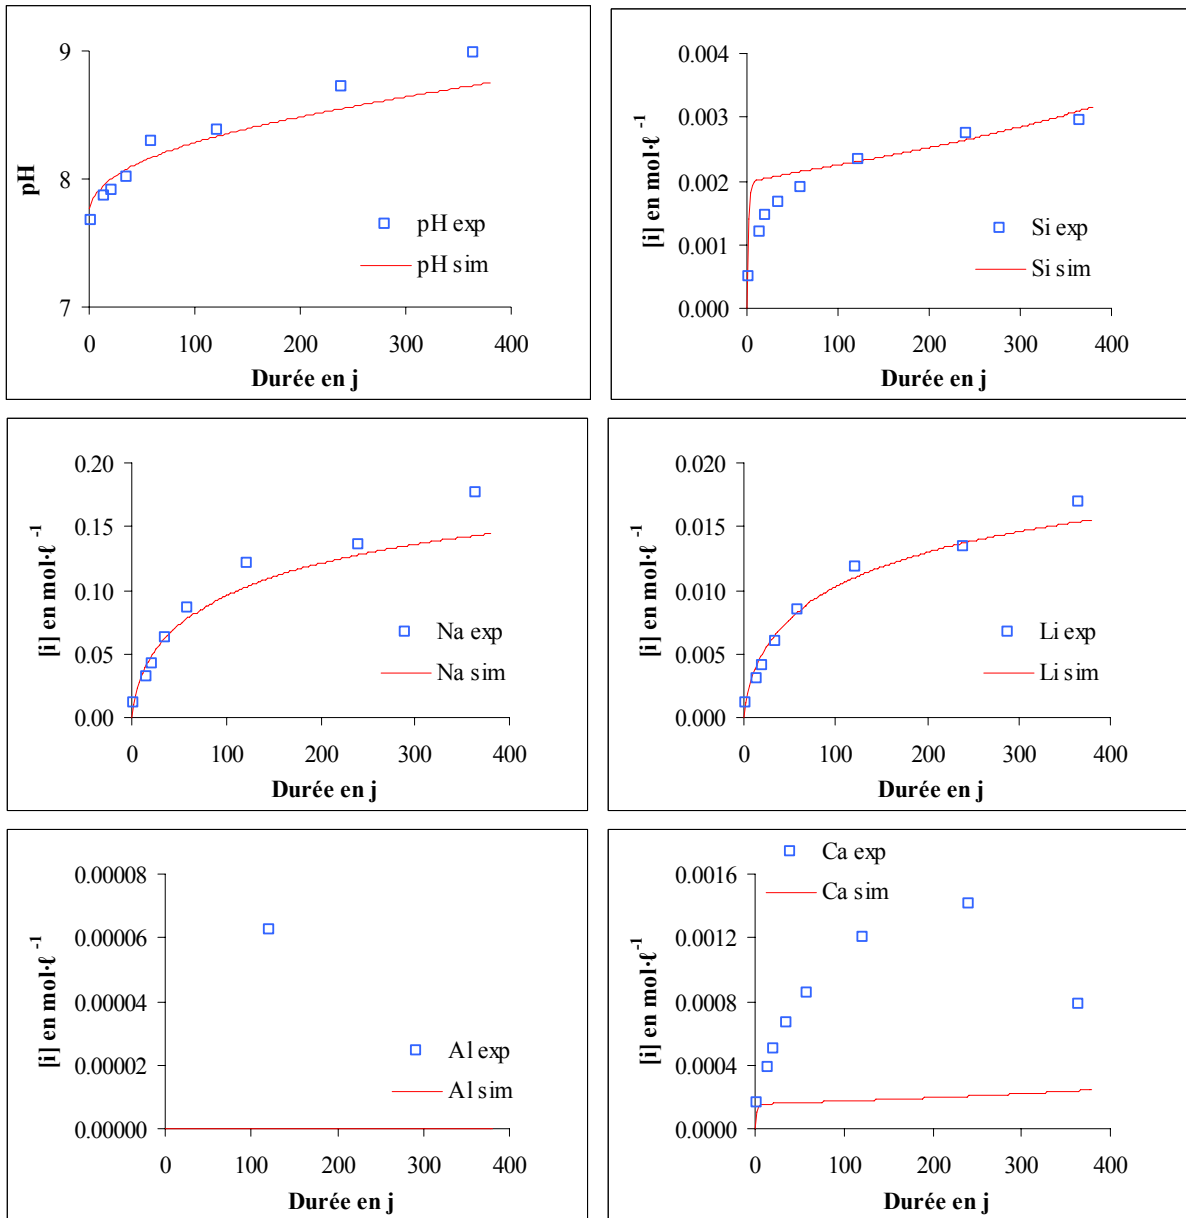 9
8
7
pH
pH exp
pH sim
0
100
200
300
400
Durée en j
0.004
0.003
0.002
0.001
0.000
[i] en mol·ℓ⁻¹
Si exp
Si sim
0
100
200
300
400
Durée en j
0.20
0.15
0.10
0.05
0.00
[i] en mol·ℓ⁻¹
Na exp
Na sim
0
100
200
300
400
Durée en j
0.020
0.015
0.010
0.005
0.000
[i] en mol·ℓ⁻¹
Li exp
Li sim
0
100
200
300
400
Durée en j
0.00008
0.00006
0.00004
0.00002
0.00000
[i] en mol·ℓ⁻¹
Al exp
Al sim
0
100
200
300
400
Durée en j
Ca exp
Ca sim
0.0016
0.0012
0.0008
0.0004
0.0000
[i] en mol·ℓ⁻¹
0
100
200
300
400
Durée en j